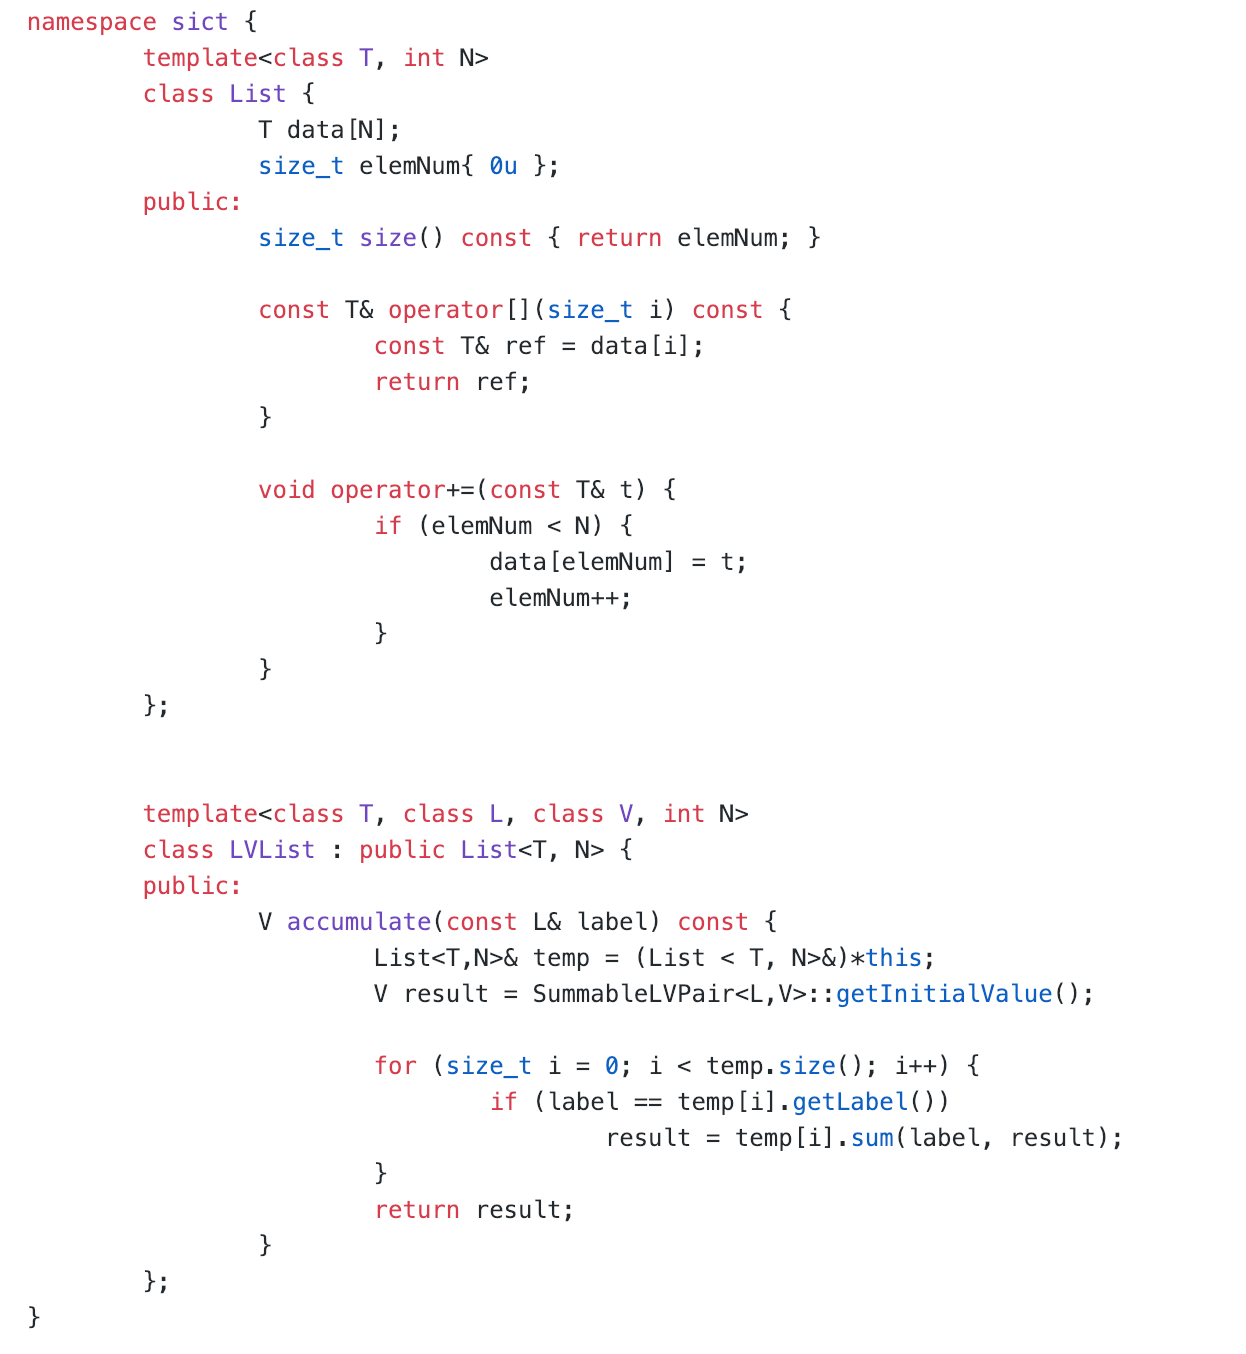 namespace sict {
        template<class T, int N>
        class List {
                T data[N];
                size_t elemNum{ 0u };
        public:
                size_t size() const { return elemNum; }

                const T& operator[](size_t i) const {
                        const T& ref = data[i];
                        return ref;
                }

                void operator+=(const T& t) {
                        if (elemNum < N) {
                                data[elemNum] = t;
                                elemNum++;
                        }
                }
        };


        template<class T, class L, class V, int N>
        class LVList : public List<T, N> {
        public:
                V accumulate(const L& label) const {
                        List<T,N>& temp = (List < T, N>&)*this;
                        V result = SummableLVPair<L,V>::getInitialValue();

                        for (size_t i = 0; i < temp.size(); i++) {
                                if (label == temp[i].getLabel())
                                        result = temp[i].sum(label, result);
                        }
                        return result;
                }
        };
}